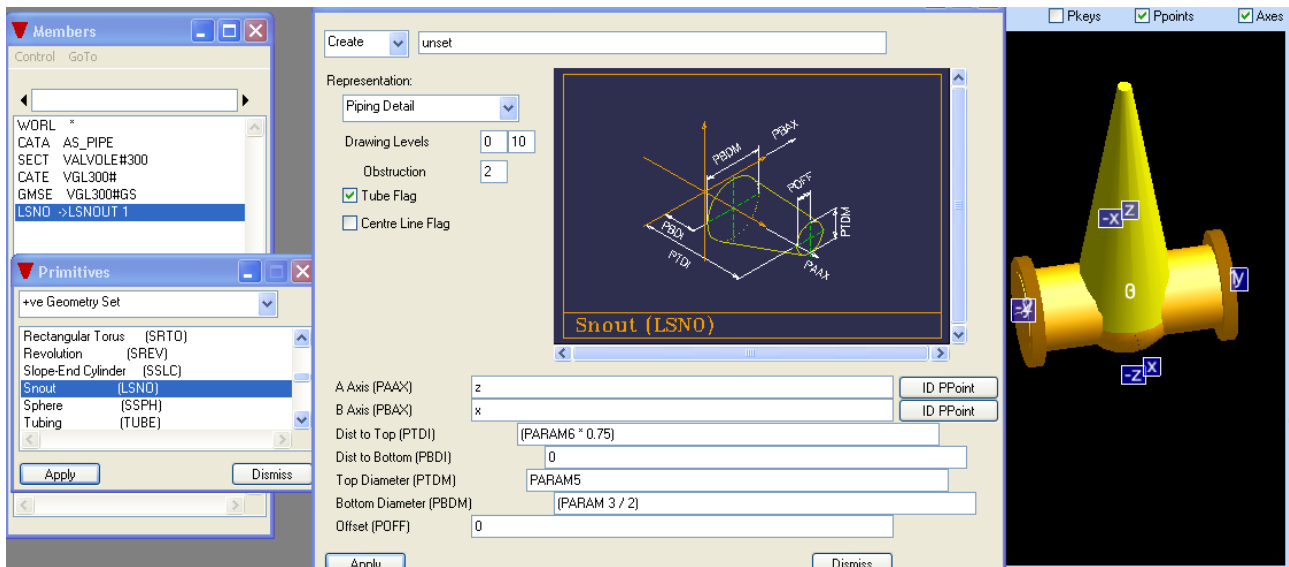 Members
Control GoTo
WORL *
CATA AS_PIPE
SECT VALVOLE#300
CATE VGL300#
GMSE VGL300#GS
LSNO ->LSNOUT 1
Primitives
+ve Geometry Set
Rectangular Torus (SRTO)
Revolution (SREV)
Slope-End Cylinder (SSLC)
Snout (LSNO)
Sphere (SSPH)
Tubing (TUBE)
Apply Dismiss
Create unset
Representation:
Piping Detail
Drawing Levels 0 10
Obstruction 2
Tube Flag
Centre Line Flag
PBAX
PBDM
POFF
PTDM
PBDI
PTDI
PAAX
Snout (LSNO)
A Axis (PAAX) z ID PPoint
B Axis (PBAX) x ID PPoint
Dist to Top (PTDI) (PARAM6 * 0.75)
Dist to Bottom (PBDI) 0
Top Diameter (PTDM) PARAM5
Bottom Diameter (PBDM) (PARAM 3 / 2)
Offset (POFF) 0
Apply Dismiss
Pkeys Ppoints Axes
-X Z
0
y
-Z X